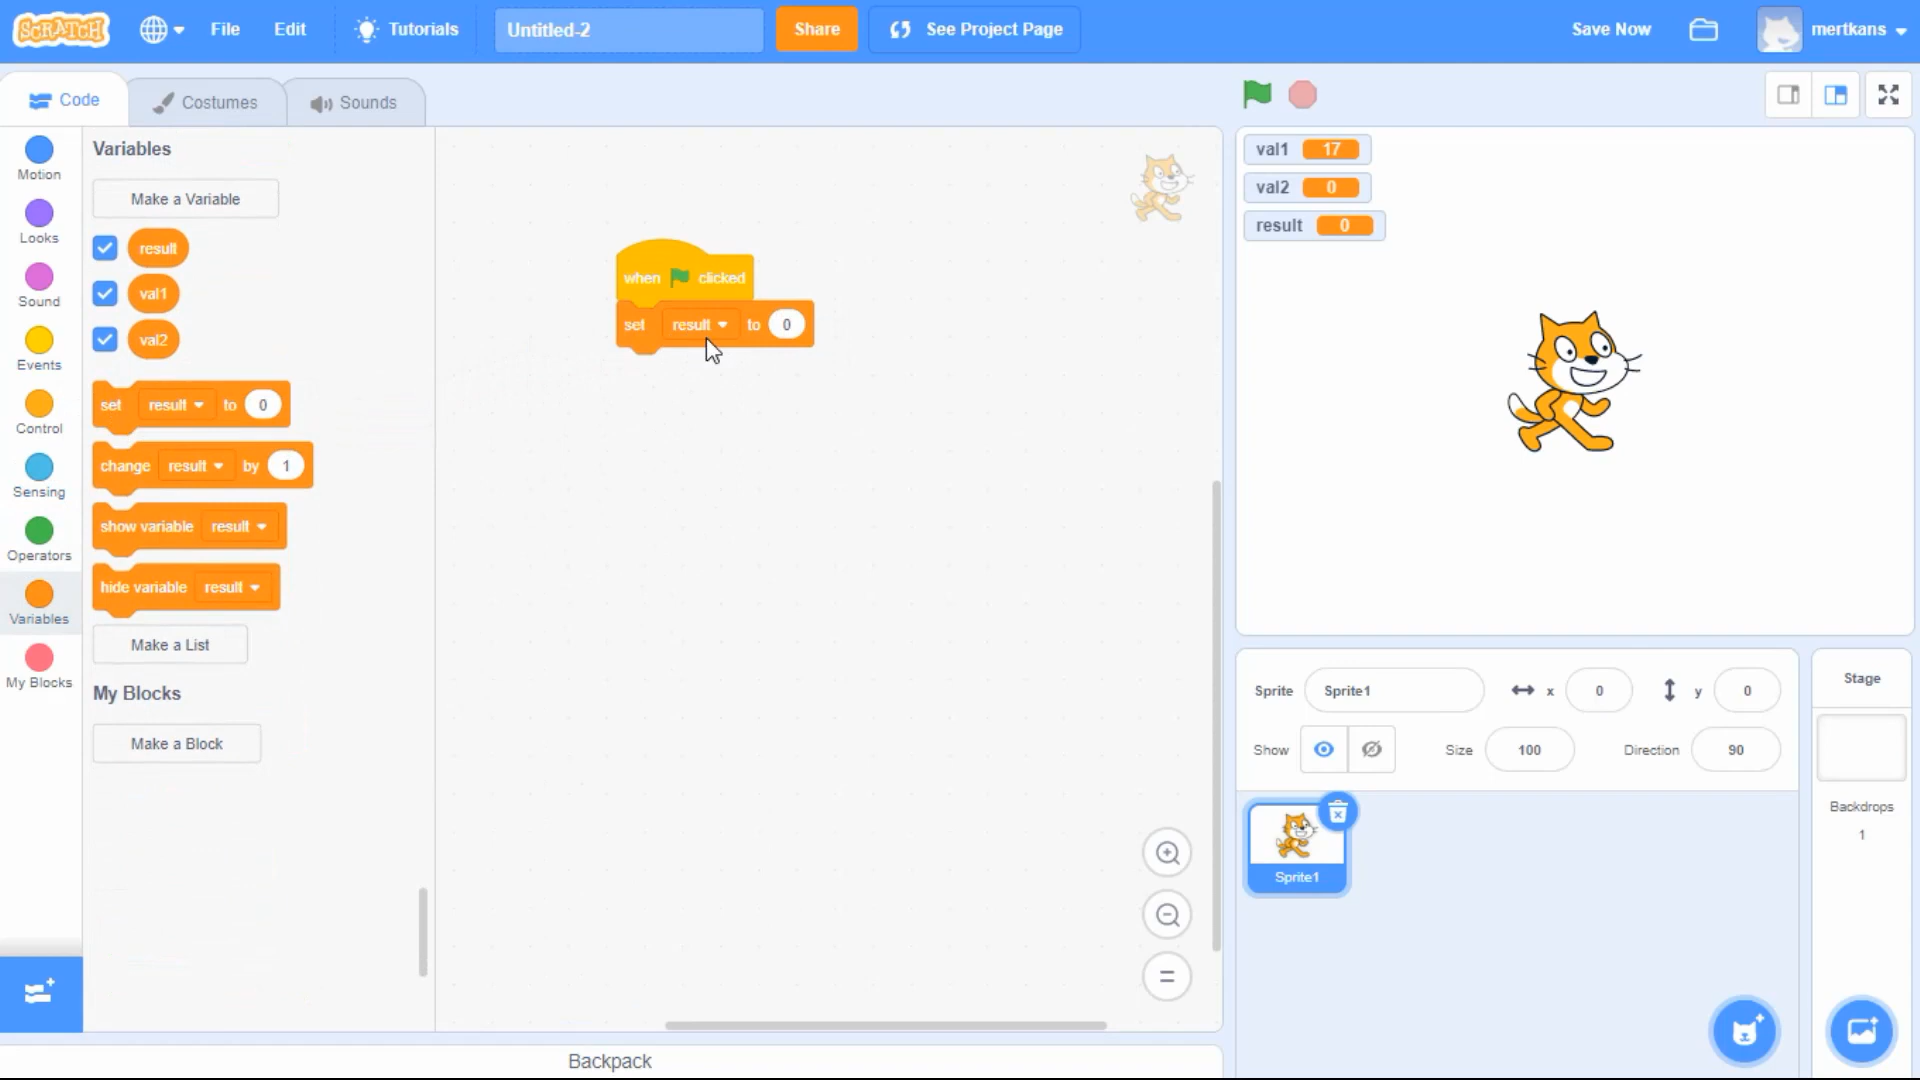 SCRATCH File Edit Tutorials Untitled-2 Share See Project Page Save Now mertkans
Code Costumes Sounds
Motion
Looks
Sound
Events
Control
Sensing
Operators
Variables
My Blocks
Variables
Make a Variable
result
val1
val2
set result to 0
change result by 1
show variable result
hide variable result
Make a List
My Blocks
Make a Block
when clicked
set result to 0
Backpack
val1 17
val2 0
result 0
Sprite Sprite1 x 0 y 0
Show Size 100 Direction 90
Sprite1
Stage
Backdrops
1